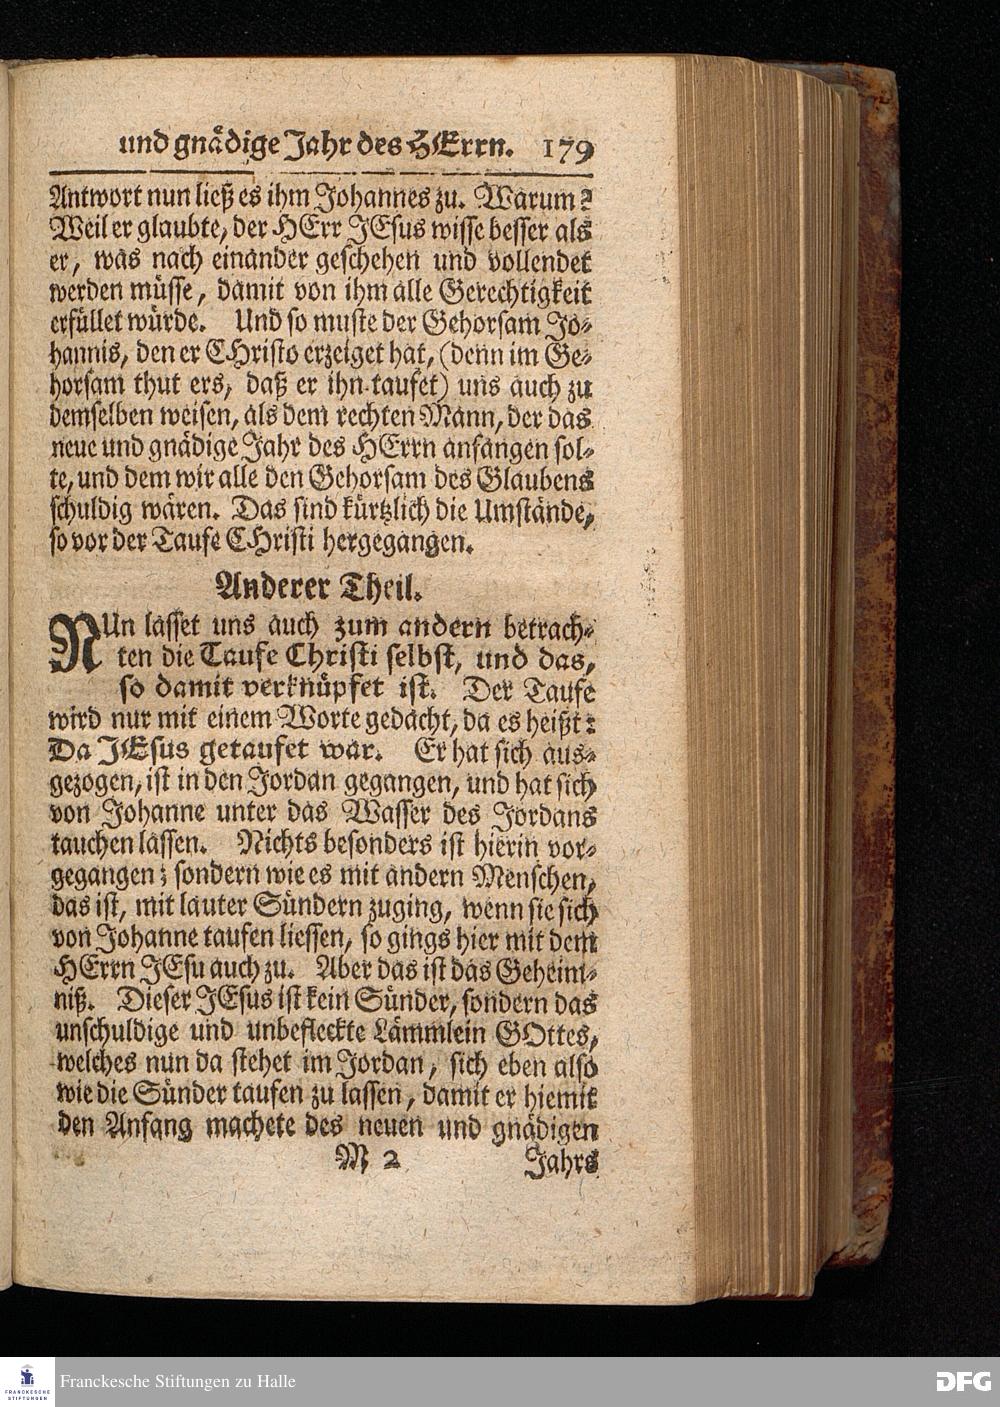 und gnädige Jahr des HErrn. 179
Antwort nun ließ es ihm Johannes zu. Warum?
Weil er glaubte, der HErr JEsus wisse besser als
er, was nach einander geschehen und vollendet
werden müsse, damit von ihm alle Gerechtigkeit
erfüllet würde. Und so muste der Gehorsam Jo-
hannis, den er CHristo erzeiget hat, (denn im Ge-
horsam thut ers, daß er ihn taufet) uns auch zu
demselben weisen, als dem rechten Mann, der das
neue und gnädige Jahr des HErrn anfangen sol-
te, und dem wir alle den Gehorsam des Glaubens
schuldig wären. Das sind kürtzlich die Umstände,
so vor der Taufe CHristi hergegangen.
Anderer Theil.
NUn lasset uns auch zum andern betrach-
ten die Taufe Christi selbst, und das,
so damit verknüpfet ist. Der Taufe
wird nur mit einem Worte gedacht, da es heißt:
Da JEsus getaufet war. Er hat sich aus-
gezogen, ist in den Jordan gegangen, und hat sich
von Johanne unter das Wasser des Jordans
tauchen lassen. Nichts besonders ist hierin vor-
gegangen; sondern wie es mit andern Menschen,
das ist, mit lauter Sündern zuging, wenn sie sich
von Johanne taufen liessen, so gings hier mit dem
HErrn JEsu auch zu. Aber das ist das Geheim-
niß. Dieser JEsus ist kein Sünder, sondern das
unschuldige und unbefleckte Lämmlein GOttes,
welches nun da stehet im Jordan, sich eben also
wie die Sünder taufen zu lassen, damit er hiemit
den Anfang machete des neuen und gnädigen
M 2 Jahrs
FRANCKESCHE
STIFTUNGEN
Franckesche Stiftungen zu Halle
DFG